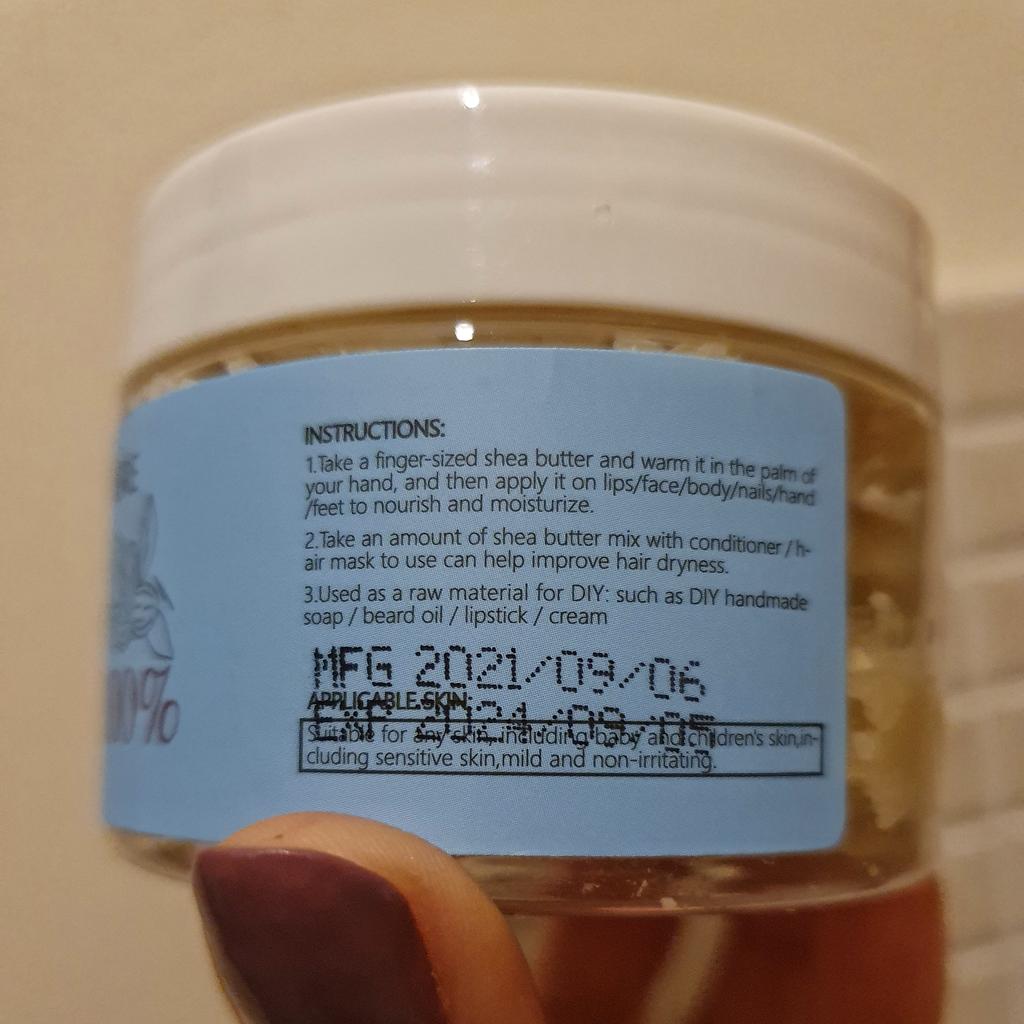 00%
INSTRUCTIONS:
1.Take a finger-sized shea butter and warm it in the palm of
your hand, and then apply it on lips/face/body/nails/hand
/feet to nourish and moisturize.
2.Take an amount of shea butter mix with conditioner / h-
air mask to use can help improve hair dryness.
3.Used as a raw material for DIY: such as DIY handmade
soap / beard oil / lipstick / cream
MFG 2021/09/06
APPLICABLE SKIN:
EXP 2024/09/05
Suitable for any skin, including baby and children's skin,in-
cluding sensitive skin,mild and non-irritating.